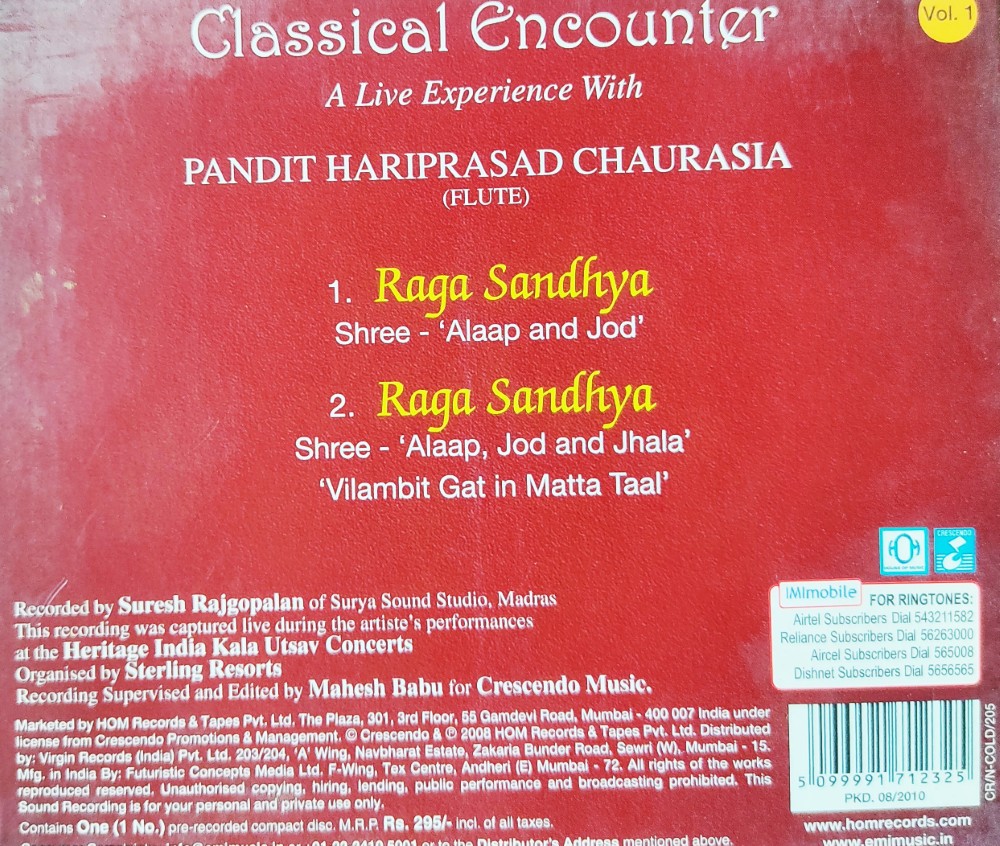 Classical Encounter
Vol. 1
A Live Experience With
PANDIT HARIPRASAD CHAURASIA
(FLUTE)
1. Raga Sandhya
Shree - ‘Alaap and Jod’
2. Raga Sandhya
Shree - ‘Alaap, Jod and Jhala’
‘Vilambit Gat in Matta Taal’
HOUSE OF MUSIC
CRESCENDO
Recorded by Suresh Rajgopalan of Surya Sound Studio, Madras
This recording was captured live during the artiste's performances
at the Heritage India Kala Utsav Concerts
Organised by Sterling Resorts
Recording Supervised and Edited by Mahesh Babu for Crescendo Music.
IMImobile
FOR RINGTONES:
Airtel Subscribers Dial 543211582
Reliance Subscribers Dial 56263000
Aircel Subscribers Dial 565008
Dishnet Subscribers Dial 5656565
Marketed by HOM Records & Tapes Pvt. Ltd. The Plaza, 301, 3rd Floor, 55 Gamdevi Road, Mumbai - 400 007 India under
license from Crescendo Promotions & Management. © Crescendo & ℗ 2008 HOM Records & Tapes Pvt. Ltd. Distributed
by: Virgin Records (India) Pvt. Ltd. 203/204, 'A' Wing, Navbharat Estate, Zakaria Bunder Road, Sewri (W), Mumbai - 15.
Mfg. in India By: Futuristic Concepts Media Ltd. F-Wing, Tex Centre, Andheri (E) Mumbai - 72. All rights of the works
reproduced reserved. Unauthorised copying, hiring, lending, public performance and broadcasting prohibited. This
Sound Recording is for your personal and private use only.
Contains One (1 No.) pre-recorded compact disc. M.R.P. Rs. 295/- incl. of all taxes.
or to the Distributor's Address mentioned above.
5 099991 712325
PKD. 08/2010
CR/N-COLD/205
www.homrecords.com
www.emimusic.in